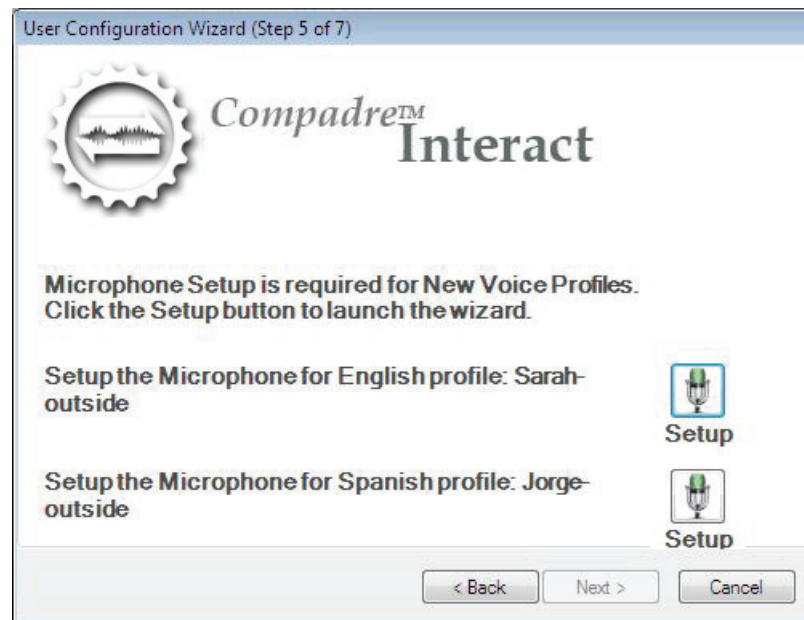 User Configuration Wizard (Step 5 of 7)
Compadre™
Interact
Microphone Setup is required for New Voice Profiles.
Click the Setup button to launch the wizard.
Setup the Microphone for English profile: Sarah-
outside
Setup
Setup the Microphone for Spanish profile: Jorge-
outside
Setup
< Back
Next >
Cancel